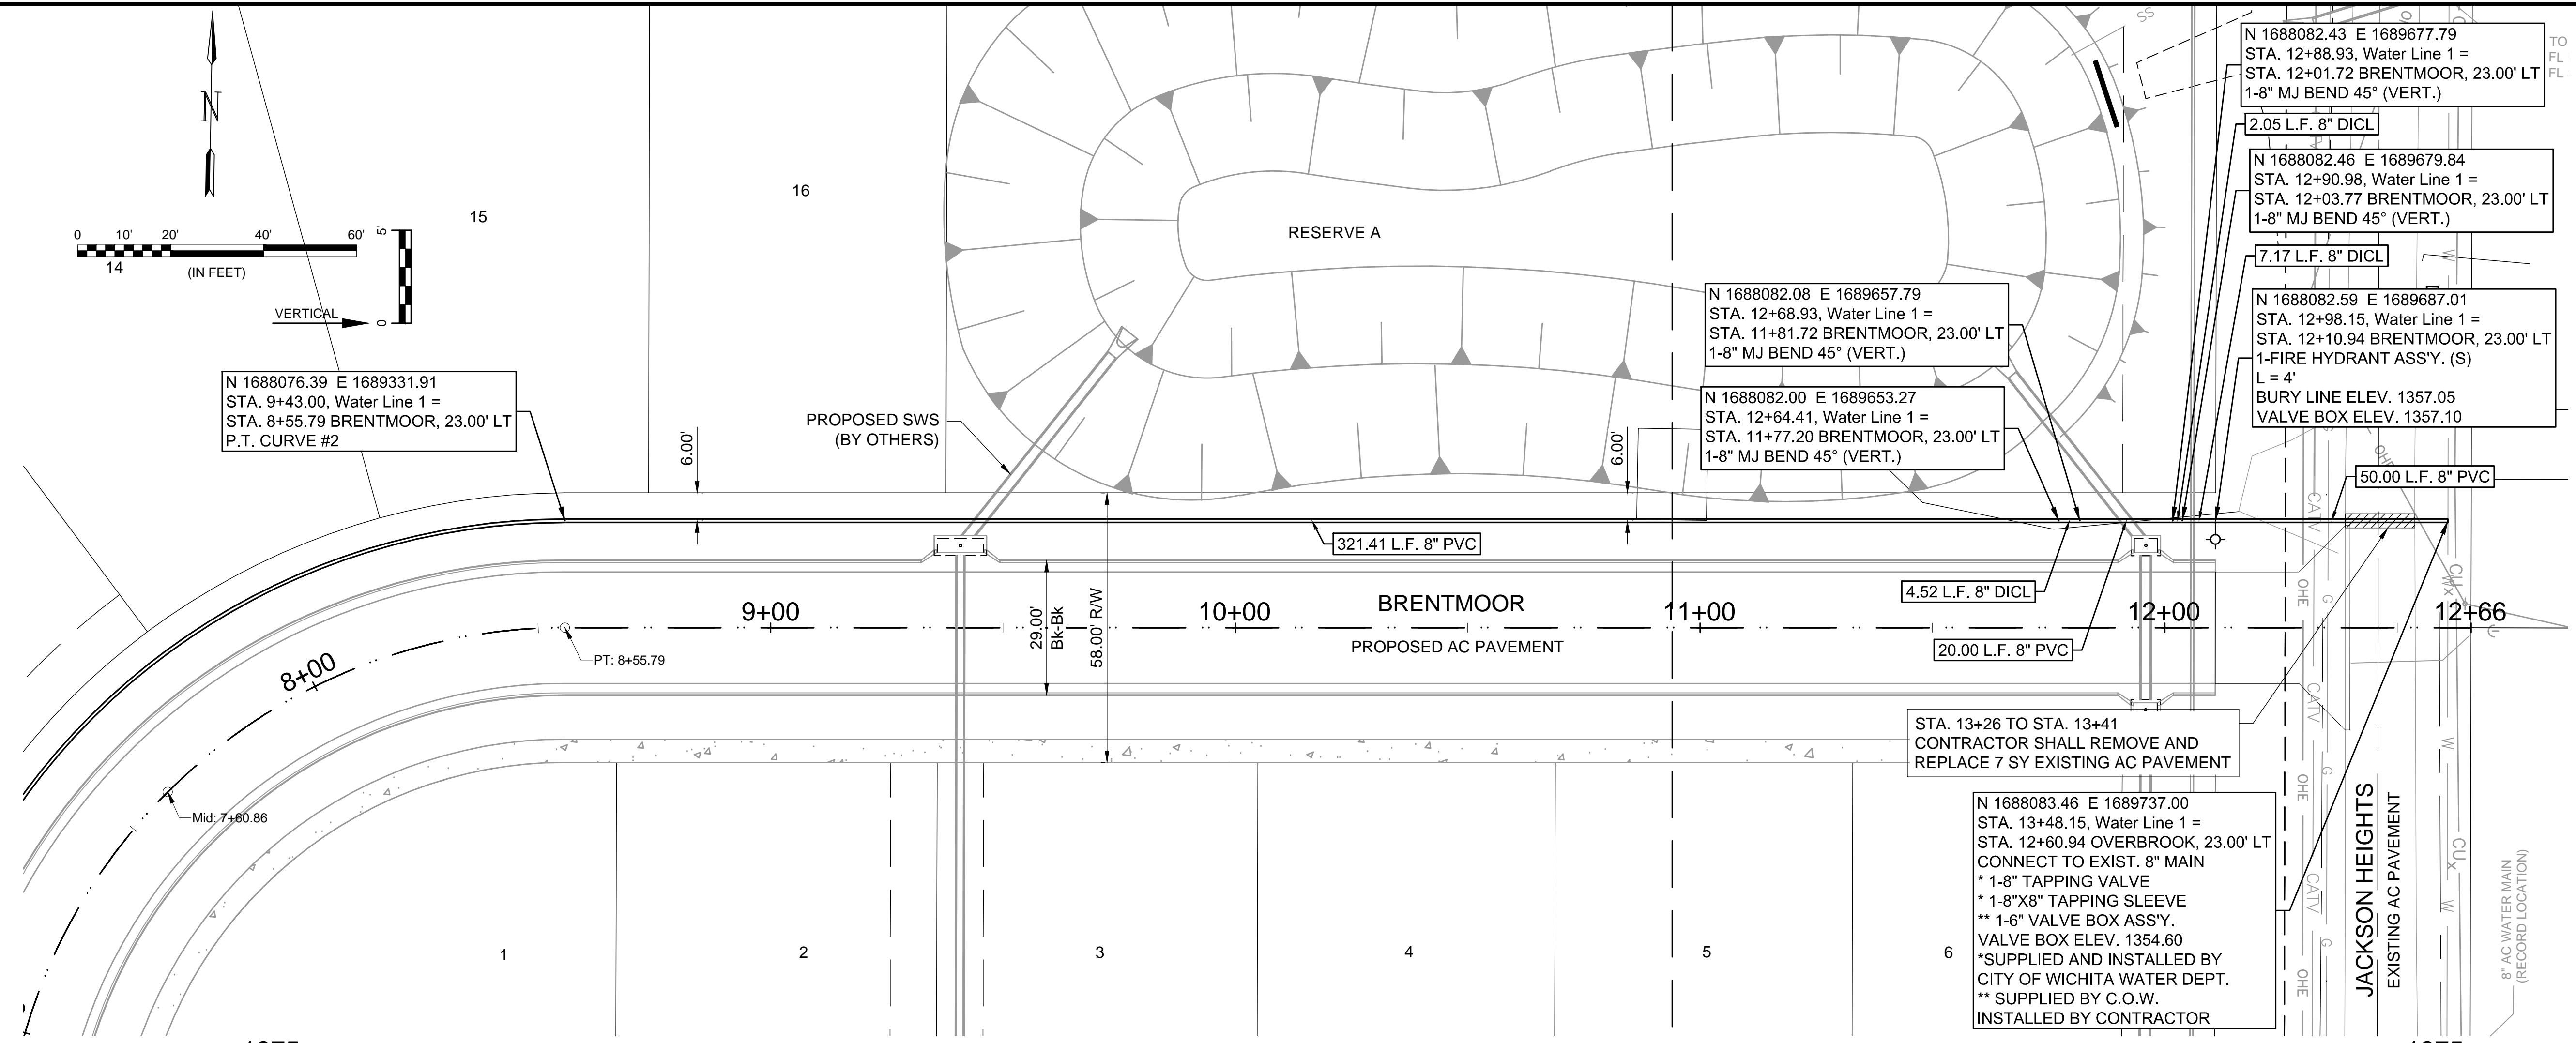 N
0 10' 20' 40' 60'
(IN FEET)
5'
0
VERTICAL
14
15
16
RESERVE A
N 1688076.39 E 1689331.91
STA. 9+43.00, Water Line 1 =
STA. 8+55.79 BRENTMOOR, 23.00' LT
P.T. CURVE #2
PROPOSED SWS
(BY OTHERS)
6.00'
6.00'
N 1688082.08 E 1689657.79
STA. 12+68.93, Water Line 1 =
STA. 11+81.72 BRENTMOOR, 23.00' LT
1-8" MJ BEND 45° (VERT.)
N 1688082.00 E 1689653.27
STA. 12+64.41, Water Line 1 =
STA. 11+77.20 BRENTMOOR, 23.00' LT
1-8" MJ BEND 45° (VERT.)
SS
N 1688082.43 E 1689677.79
STA. 12+88.93, Water Line 1 =
STA. 12+01.72 BRENTMOOR, 23.00' LT
1-8" MJ BEND 45° (VERT.)
TO
FL
FL
2.05 L.F. 8" DICL
N 1688082.46 E 1689679.84
STA. 12+90.98, Water Line 1 =
STA. 12+03.77 BRENTMOOR, 23.00' LT
1-8" MJ BEND 45° (VERT.)
7.17 L.F. 8" DICL
N 1688082.59 E 1689687.01
STA. 12+98.15, Water Line 1 =
STA. 12+10.94 BRENTMOOR, 23.00' LT
1-FIRE HYDRANT ASS'Y. (S)
L = 4'
BURY LINE ELEV. 1357.05
VALVE BOX ELEV. 1357.10
50.00 L.F. 8" PVC
321.41 L.F. 8" PVC
4.52 L.F. 8" DICL
20.00 L.F. 8" PVC
8+00
9+00
10+00
BRENTMOOR
11+00
12+00
12+66
PROPOSED AC PAVEMENT
PT: 8+55.79
Mid: 7+60.86
29.00'
Bk-Bk
58.00' R/W
STA. 13+26 TO STA. 13+41
CONTRACTOR SHALL REMOVE AND
REPLACE 7 SY EXISTING AC PAVEMENT
N 1688083.46 E 1689737.00
STA. 13+48.15, Water Line 1 =
STA. 12+60.94 OVERBROOK, 23.00' LT
CONNECT TO EXIST. 8" MAIN
* 1-8" TAPPING VALVE
* 1-8"X8" TAPPING SLEEVE
** 1-6" VALVE BOX ASS'Y.
VALVE BOX ELEV. 1354.60
*SUPPLIED AND INSTALLED BY
CITY OF WICHITA WATER DEPT.
** SUPPLIED BY C.O.W.
INSTALLED BY CONTRACTOR
1
2
3
4
5
6
CATV
CATV
CATV
OHE
OHE
OHE
OHE
G
G
G
W
W
W
CUx
JACKSON HEIGHTS
EXISTING AC PAVEMENT
8" AC WATER MAIN
(RECORD LOCATION)